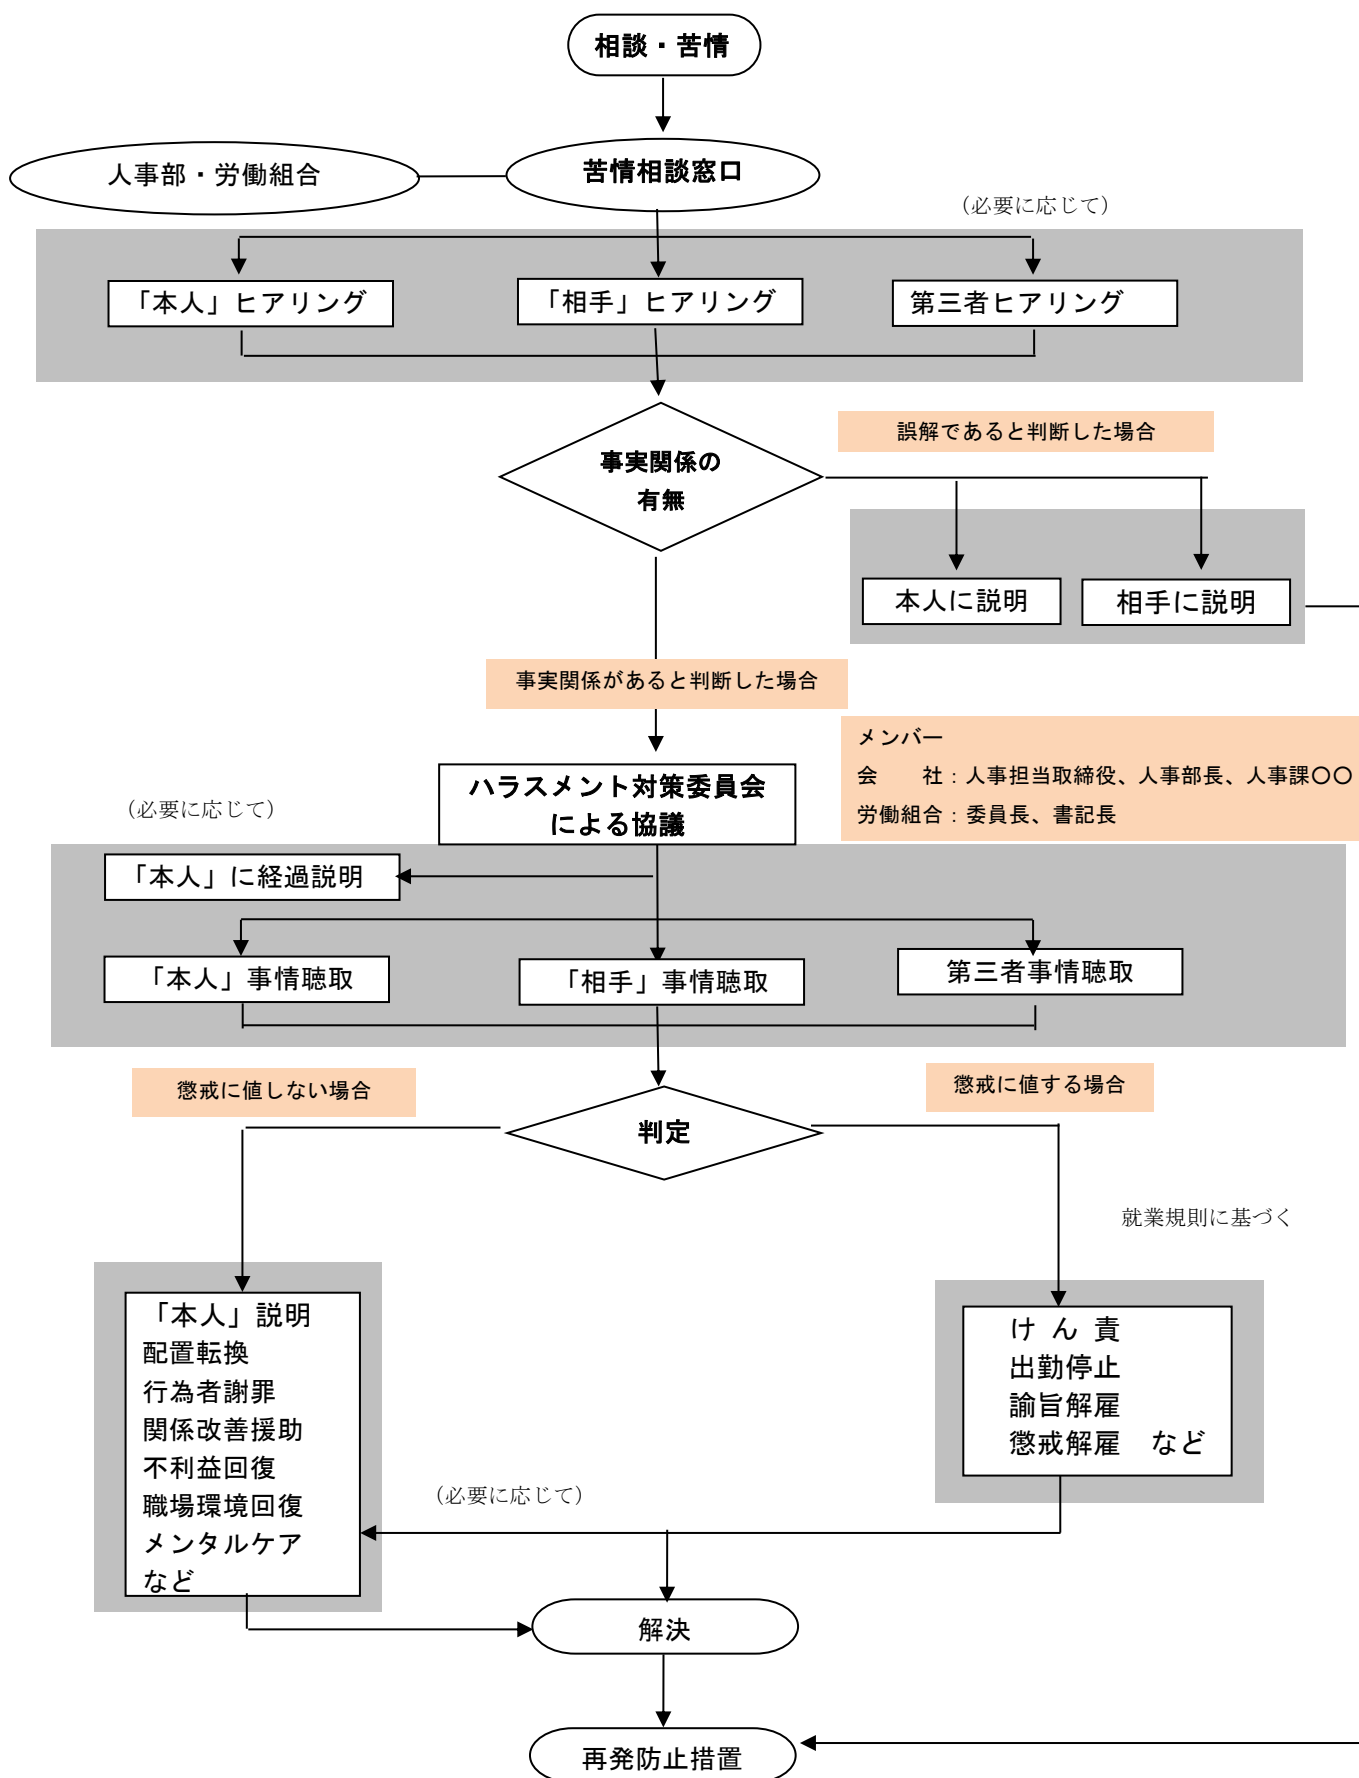 相談・苦情
人事部・労働組合
苦情相談窓口
（必要に応じて）
「本人」ヒアリング
「相手」ヒアリング
第三者ヒアリング
誤解であると判断した場合
事実関係の
有無
本人に説明
相手に説明
事実関係があると判断した場合
メンバー
会　　社：人事担当取締役、人事部長、人事課〇〇
労働組合：委員長、書記長
ハラスメント対策委員会
による協議
（必要に応じて）
「本人」に経過説明
「本人」事情聴取
「相手」事情聴取
第三者事情聴取
懲戒に値しない場合
懲戒に値する場合
判定
就業規則に基づく
「本人」説明
配置転換
行為者謝罪
関係改善援助
不利益回復
職場環境回復
メンタルケア
など
け ん 責
出勤停止
諭旨解雇
懲戒解雇　など
（必要に応じて）
解決
再発防止措置